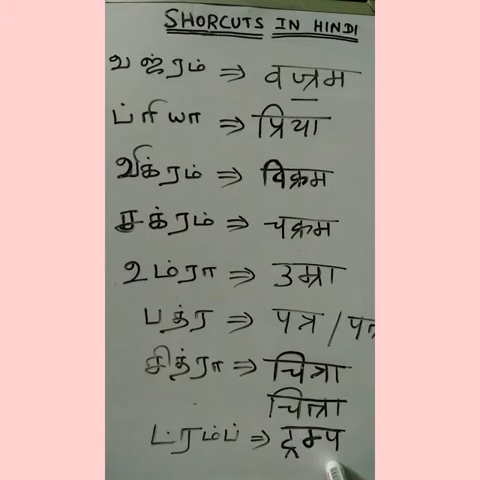 SHORCUTS IN HINDI
வஜ்ரம் ⇒ वज्रम
ப்ரியா ⇒ प्रिया
விக்ரம் ⇒ विक्रम
சக்ரம் ⇒ चक्रम
உம்ரா ⇒ उम्रा
பத்ர ⇒ पत्र /
சித்ரா ⇒ चित्रा
चित्रा
ட்ரம்ப் ⇒ ट्रम्प